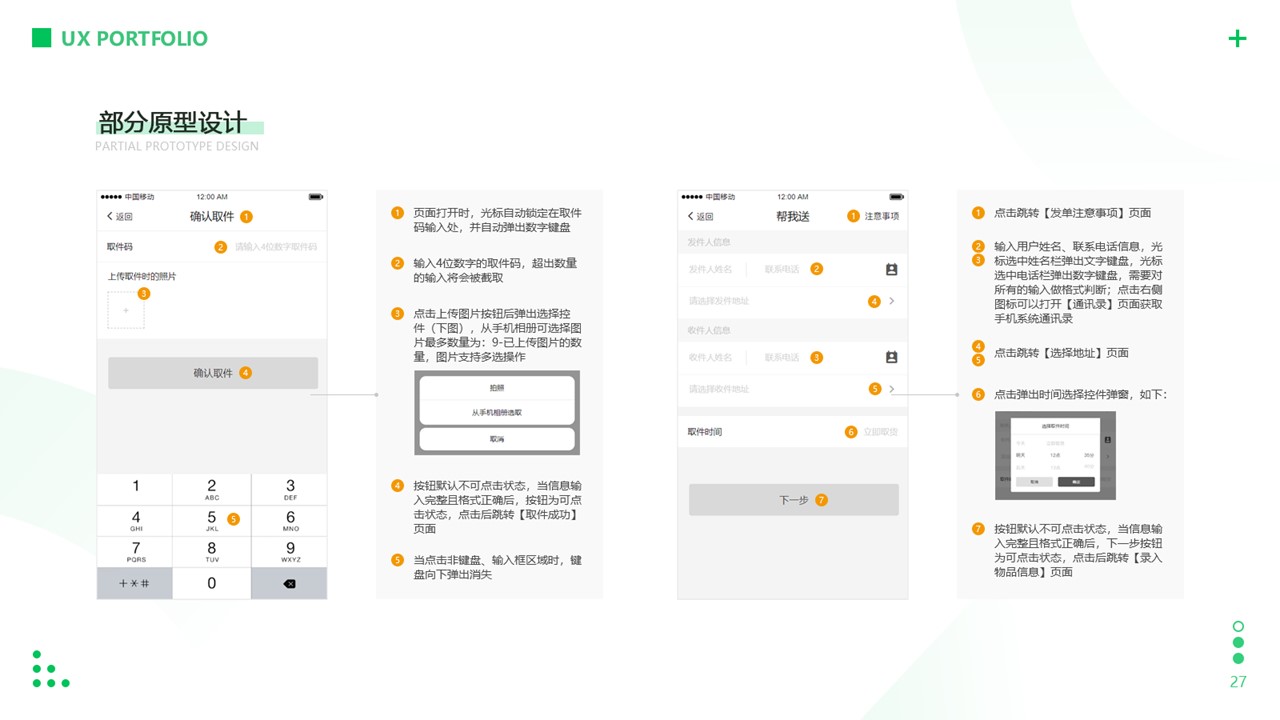 UX PORTFOLIO
部分原型设计
PARTIAL PROTOTYPE DESIGN
中国移动 12:00 AM
返回 确认取件 1
取件码 2 请输入4位数字取件码
上传取件时的照片
3
+
确认取件 4
1 2 3
ABC DEF
4 5 6
GHI JKL 5 MNO
7 8 9
PQRS TUV WXYZ
+*# 0
1 页面打开时，光标自动锁定在取件
码输入处，并自动弹出数字键盘
2 输入4位数字的取件码，超出数量
的输入将会被截取
3 点击上传图片按钮后弹出选择控
件（下图），从手机相册可选择图
片最多数量为：9-已上传图片的数
量，图片支持多选操作
拍照
从手机相册选取
取消
4 按钮默认不可点击状态，当信息输
入完整且格式正确后，按钮为可点
击状态，点击后跳转【取件成功】
页面
5 当点击非键盘、输入框区域时，键
盘向下弹出消失
中国移动 12:00 AM
返回 帮我送 1 注意事项
发件人信息
发件人姓名 联系电话 2
请选择发件地址 4
收件人信息
收件人姓名 联系电话 3
请选择收件地址 5
取件时间 6 立即取货
下一步 7
1 点击跳转【发单注意事项】页面
2 输入用户姓名、联系电话信息，光
3 标选中姓名栏弹出文字键盘，光标
选中电话栏弹出数字键盘，需要对
所有的输入做格式判断；点击右侧
图标可以打开【通讯录】页面获取
手机系统通讯录
4
点击跳转【选择地址】页面
5
6 点击弹出时间选择控件弹窗，如下：
选择取件时间
明天 12点 20分
取消 确定
7 按钮默认不可点击状态，当信息输
入完整且格式正确后，下一步按钮
为可点击状态，点击后跳转【录入
物品信息】页面
27